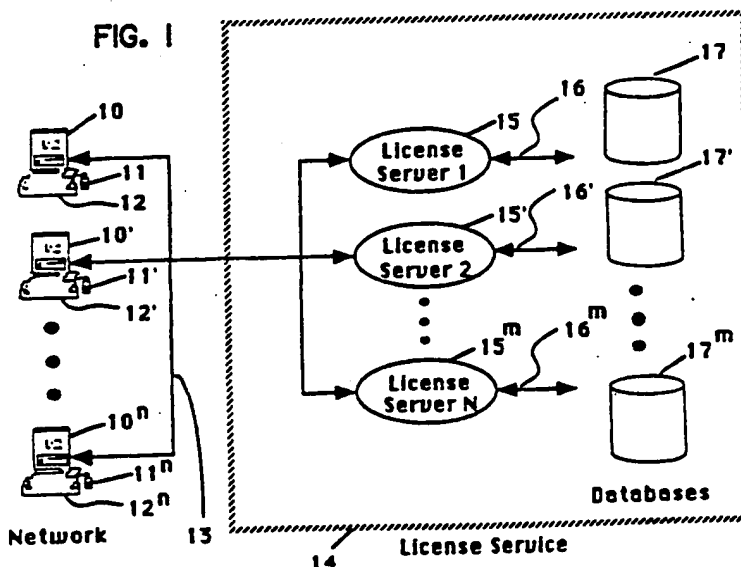 FIG. 1
10
11
12
10'
11'
12'
10ⁿ
11ⁿ
12ⁿ
Network
13
14
License Service
License
Server 1
15
16
17
License
Server 2
15'
16'
17'
License
Server N
15ᵐ
16ᵐ
17ᵐ
Databases